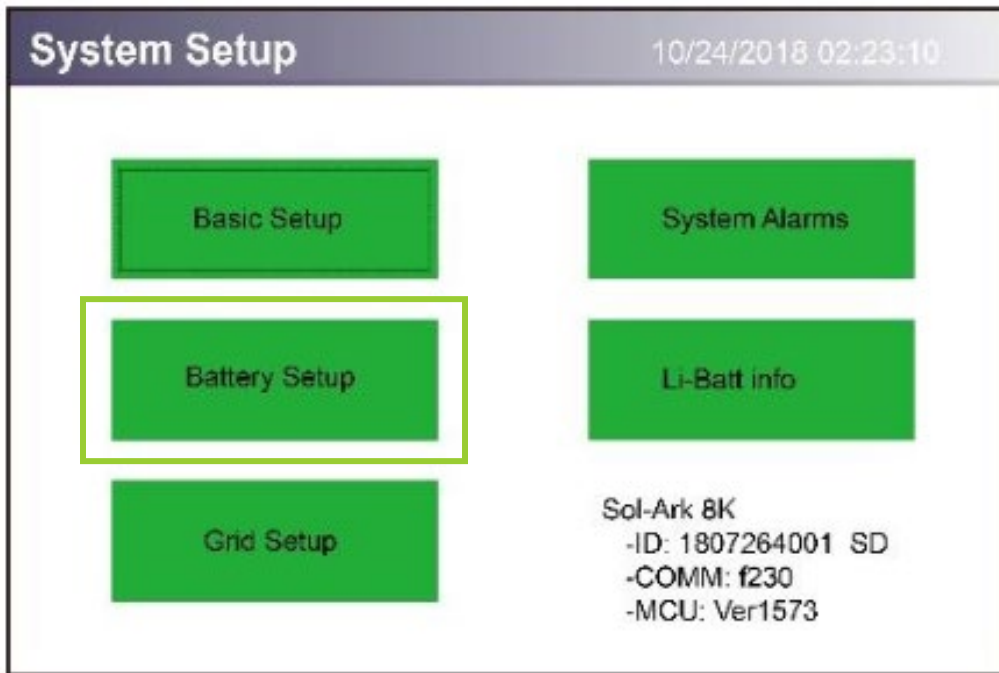 System Setup
10/24/2018 02:23:10
Basic Setup
System Alarms
Battery Setup
Li-Batt info
Grid Setup
Sol-Ark 8K
-ID: 1807264001 SD
-COMM: f230
-MCU: Ver1573